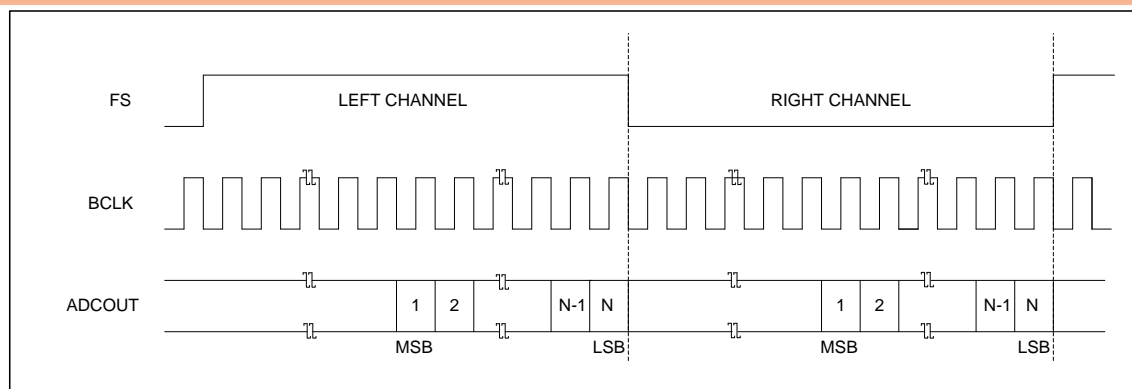 FS
LEFT CHANNEL
RIGHT CHANNEL
BCLK
ADCOUT
1
2
N-1
N
1
2
N-1
N
MSB
LSB
MSB
LSB